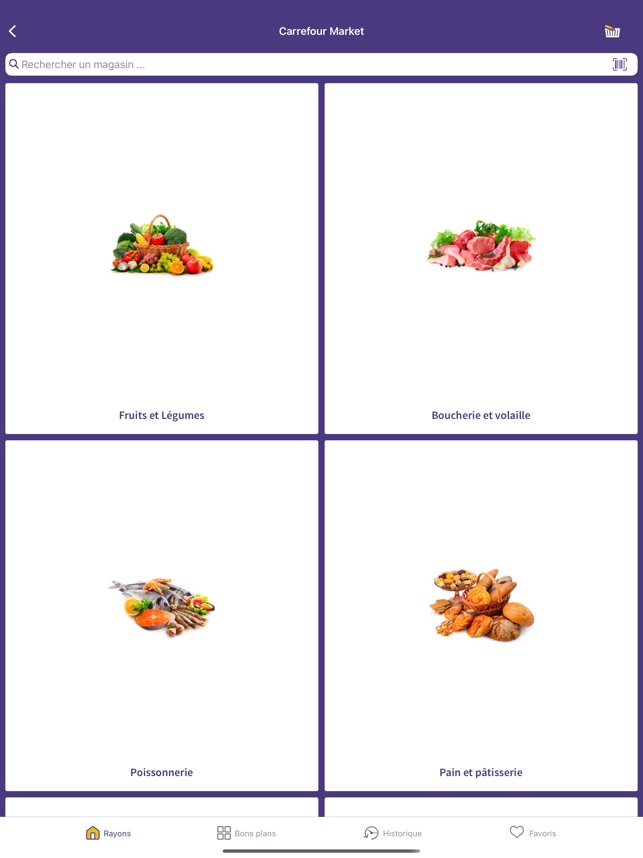 Carrefour Market
Rechercher un magasin ...
Fruits et Légumes
Boucherie et volaille
Poissonnerie
Pain et pâtisserie
Rayons
Bons plans
Historique
Favoris